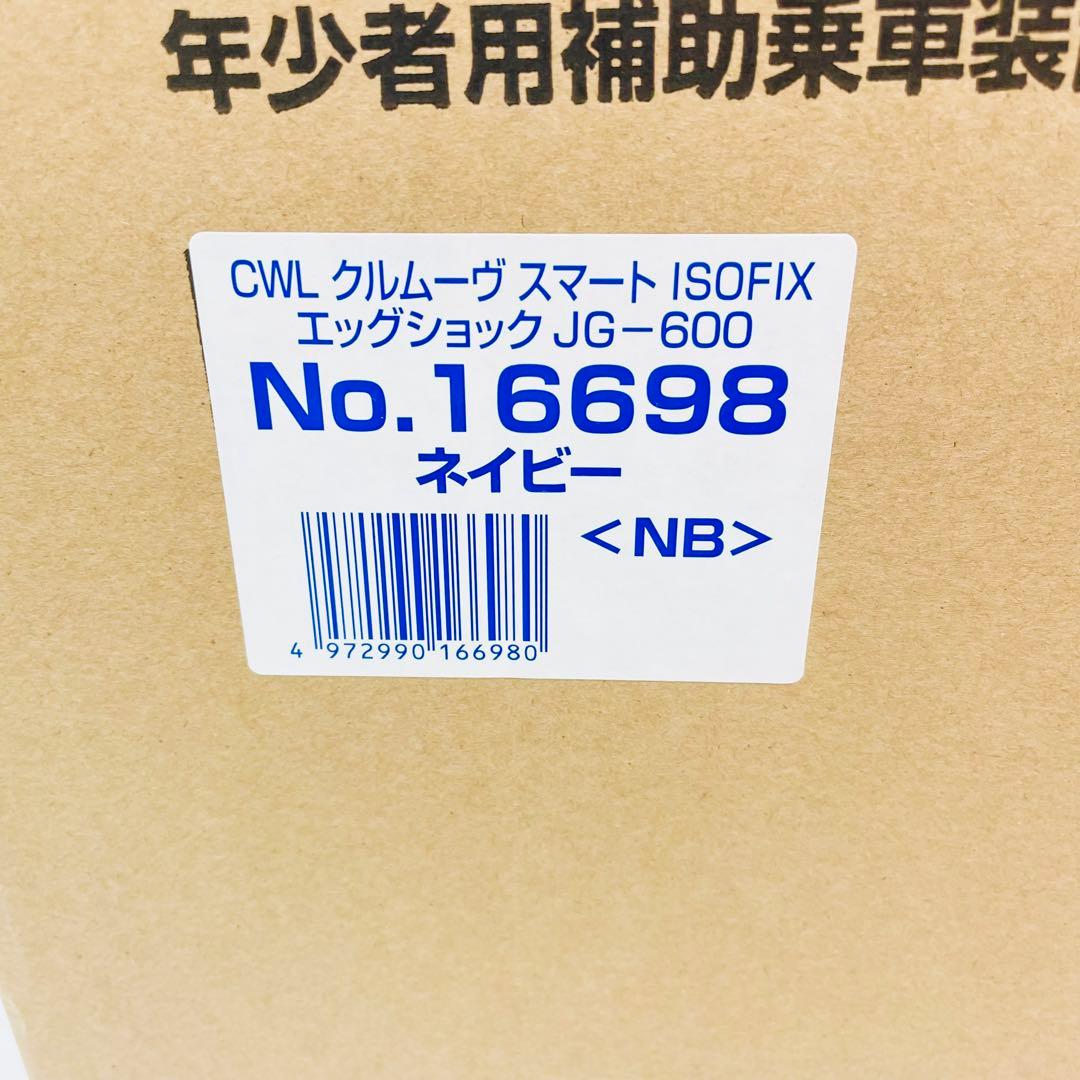 年少者用補助乗車装
CWL クルムーヴ スマート ISOFIX
エッグショック JG-600
No.16698
ネイビー
<NB>
4 972990 166980